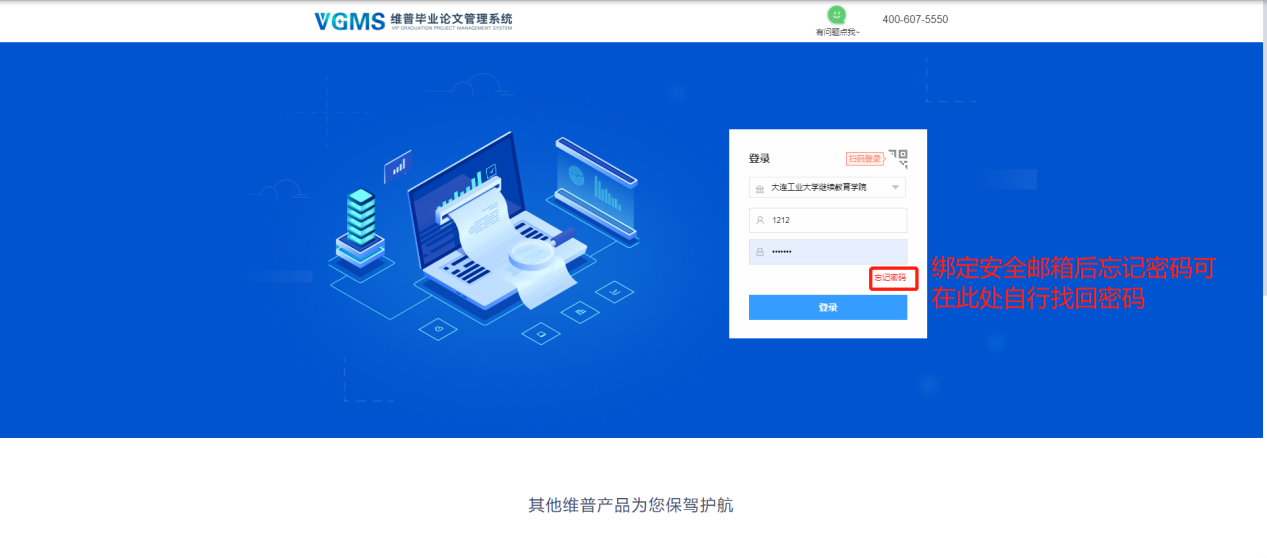 VGMS 维普毕业论文管理系统
VIP GRADUATION PROJECT MANAGEMENT SYSTEM
有问题点我~
400-607-5550
登录
扫码登录
大连工业大学继续教育学院
1212
•••••••
忘记密码
绑定安全邮箱后忘记密码可
在此处自行找回密码
登录
其他维普产品为您保驾护航